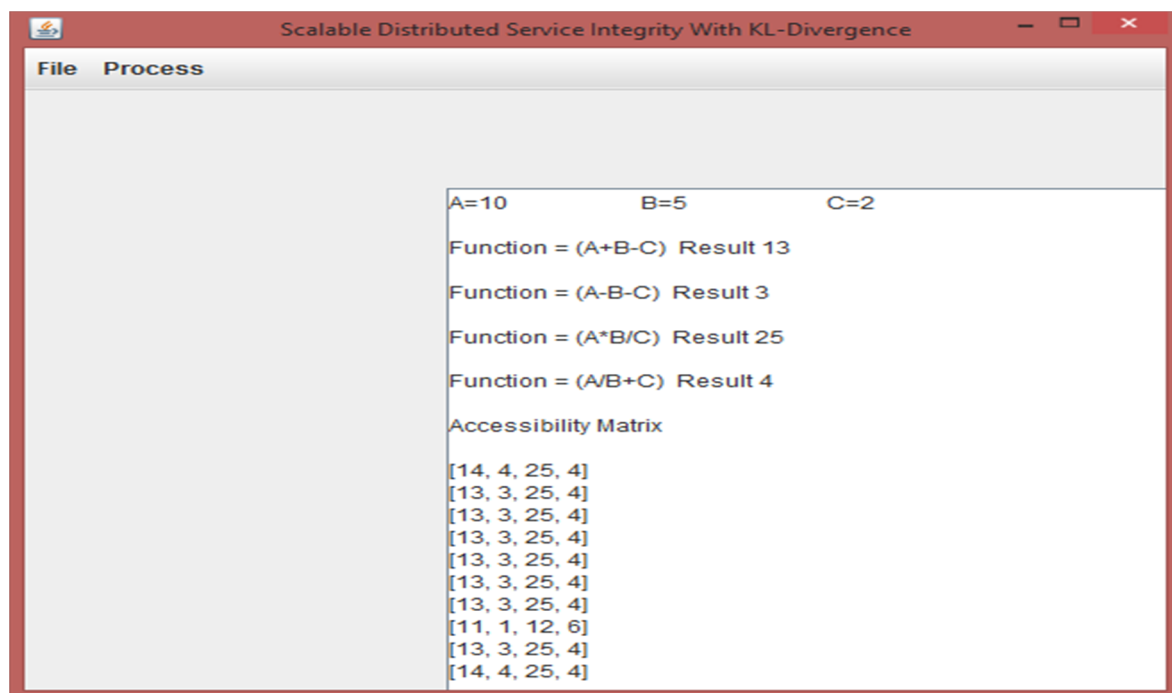 Scalable Distributed Service Integrity With KL-Divergence
File Process
A=10 B=5 C=2
Function = (A+B-C) Result 13
Function = (A-B-C) Result 3
Function = (A*B/C) Result 25
Function = (A/B+C) Result 4
Accessibility Matrix
[14, 4, 25, 4]
[13, 3, 25, 4]
[13, 3, 25, 4]
[13, 3, 25, 4]
[13, 3, 25, 4]
[13, 3, 25, 4]
[13, 3, 25, 4]
[11, 1, 12, 6]
[13, 3, 25, 4]
[14, 4, 25, 4]